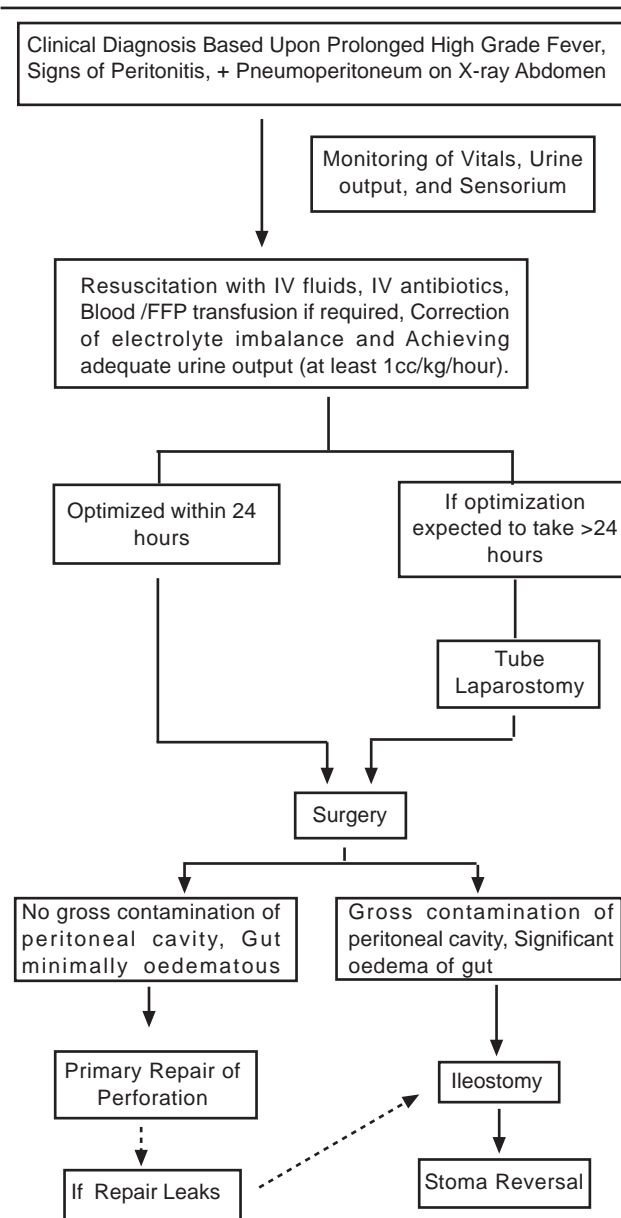 Clinical Diagnosis Based Upon Prolonged High Grade Fever,
Signs of Peritonitis, + Pneumoperitoneum on X-ray Abdomen
Monitoring of Vitals, Urine
output, and Sensorium
Resuscitation with IV fluids, IV antibiotics,
Blood /FFP transfusion if required, Correction
of electrolyte imbalance and Achieving
adequate urine output (at least 1cc/kg/hour).
Optimized within 24
hours
If optimization
expected to take >24
hours
Tube
Laparostomy
Surgery
No gross contamination of
peritoneal cavity, Gut
minimally oedematous
Gross contamination of
peritoneal cavity, Significant
oedema of gut
Primary Repair of
Perforation
Ileostomy
If Repair Leaks
Stoma Reversal